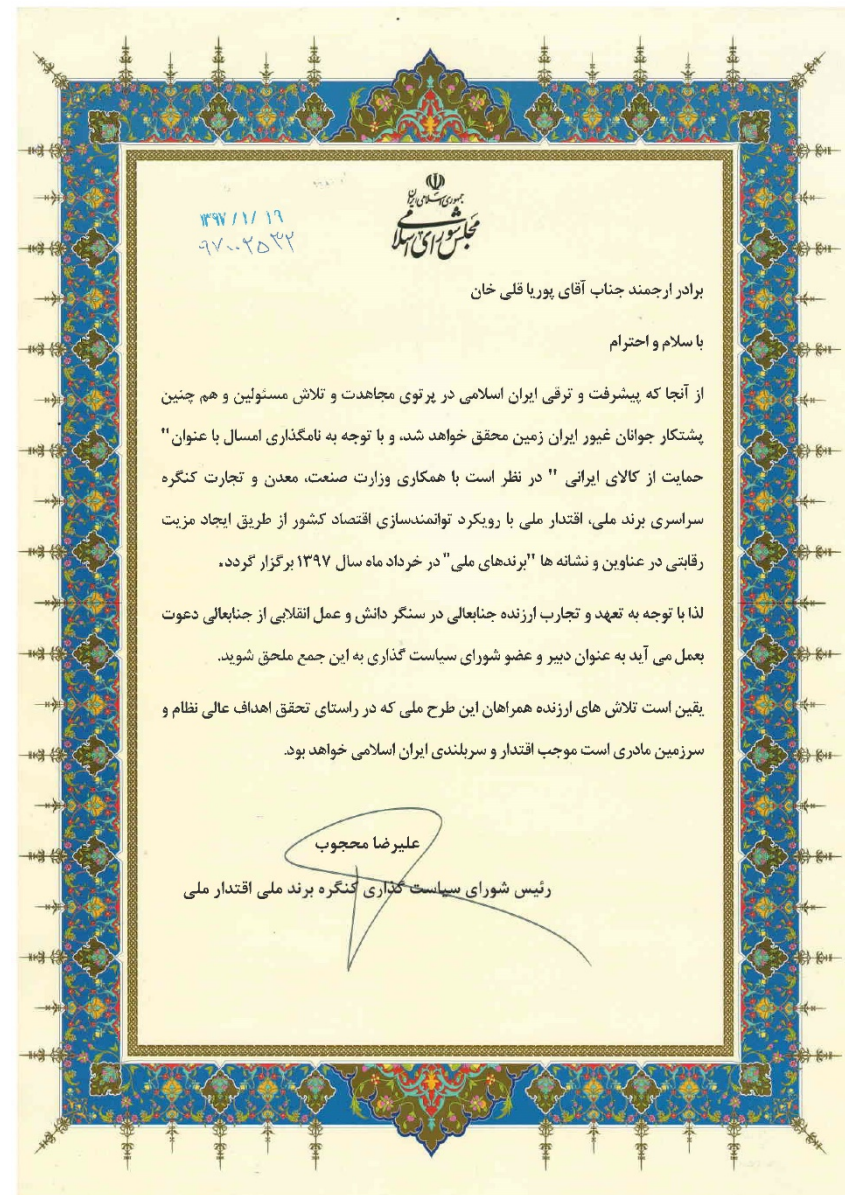 جمهوری اسلامی ایران
مجلس شورای اسلامی
۱۳۹۷/۱/۱۹
۹۷۰۰۲۵۳۲
برادر ارجمند جناب آقای پوریا قلی خان
با سلام و احترام
از آنجا که پیشرفت و ترقی ایران اسلامی در پرتوی مجاهدت و تلاش مسئولین و هم چنین
پشتکار جوانان غیور ایران زمین محقق خواهد شد، و با توجه به نامگذاری امسال با عنوان "
حمایت از کالای ایرانی " در نظر است با همکاری وزارت صنعت، معدن و تجارت کنگره
سراسری برند ملی، اقتدار ملی با رویکرد توانمندسازی اقتصاد کشور از طریق ایجاد مزیت
رقابتی در عناوین و نشانه ها "برندهای ملی" در خرداد ماه سال ۱۳۹۷ برگزار گردد.
لذا با توجه به تعهد و تجارب ارزنده جنابعالی در سنگر دانش و عمل انقلابی از جنابعالی دعوت
بعمل می آید به عنوان دبیر و عضو شورای سیاست گذاری به این جمع ملحق شوید.
یقین است تلاش های ارزنده همراهان این طرح ملی که در راستای تحقق اهداف عالی نظام و
سرزمین مادری است موجب اقتدار و سربلندی ایران اسلامی خواهد بود.
علیرضا محجوب
رئیس شورای سیاست گذاری کنگره برند ملی اقتدار ملی